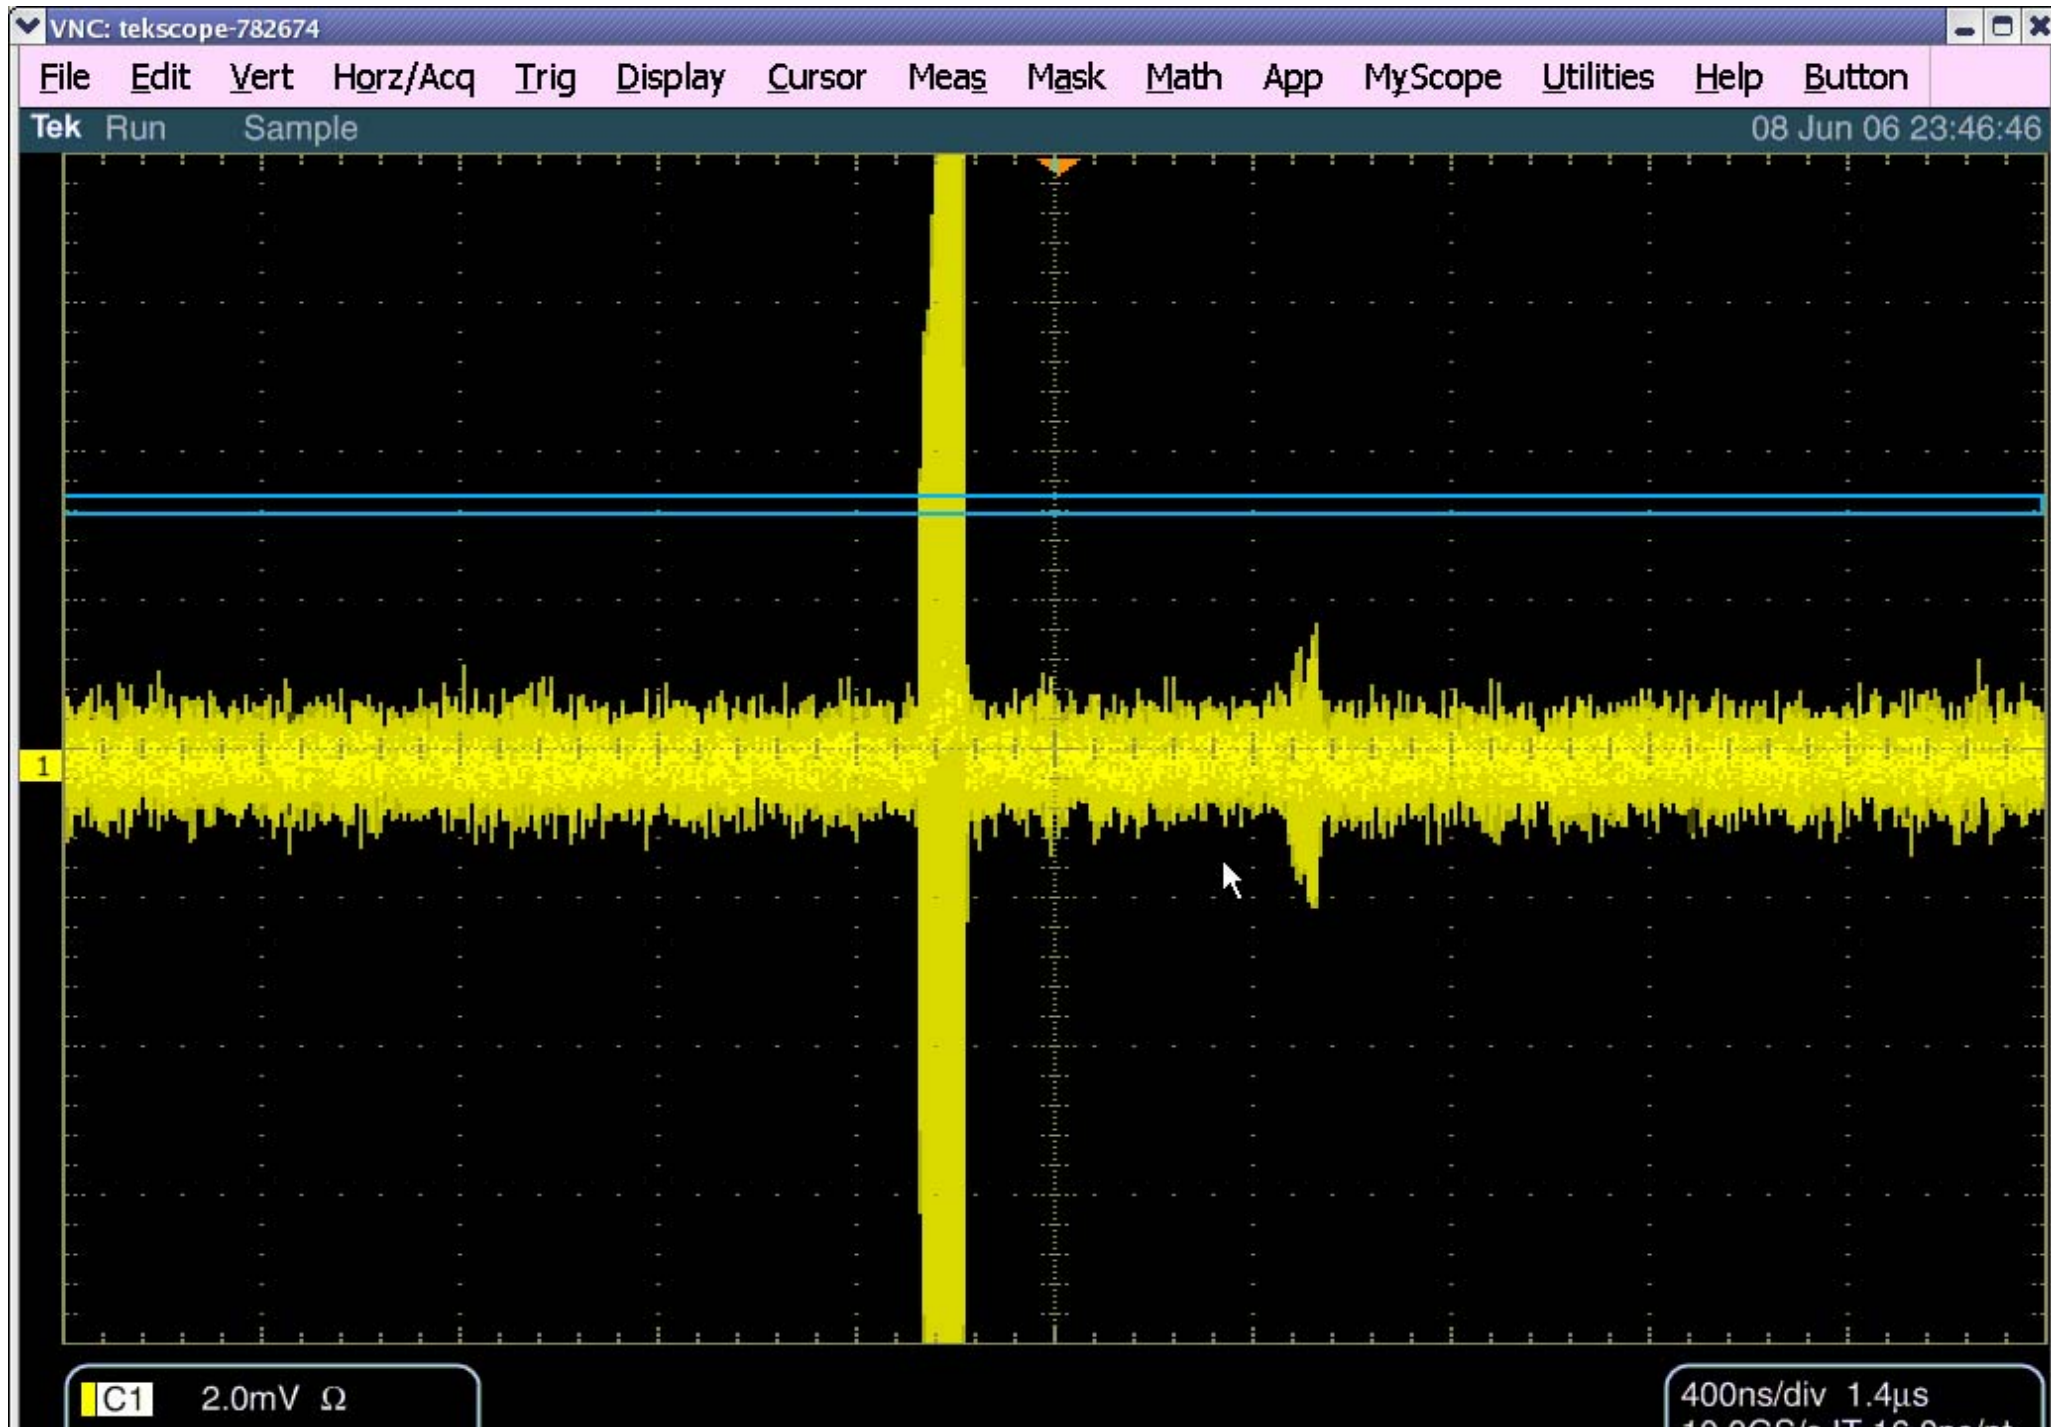 VNC: tekscope-782674
File Edit Vert Horz/Acq Trig Display Cursor Meas Mask Math App MyScope Utilities Help Button
Tek Run Sample 08 Jun 06 23:46:46
1
C1 2.0mV Ω
400ns/div 1.4µs